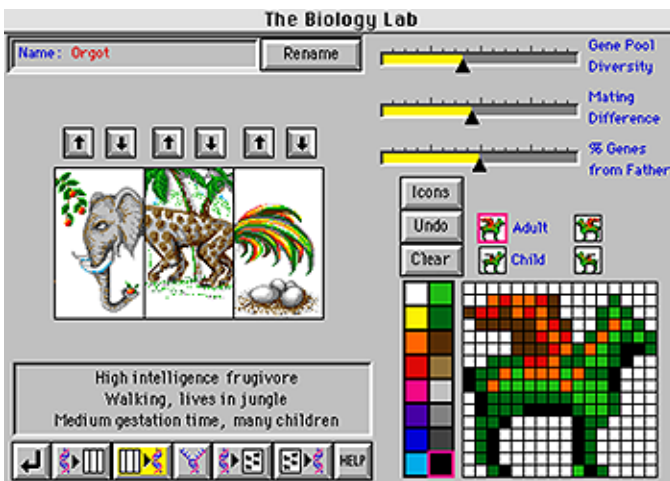 The Biology Lab
Name: Orgot
Rename
Gene Pool
Diversity
Mating
Difference
% Genes
from Father
Icons
Undo
Adult
Clear
Child
High intelligence frugivore
Walking, lives in jungle
Medium gestation time, many children
HELP